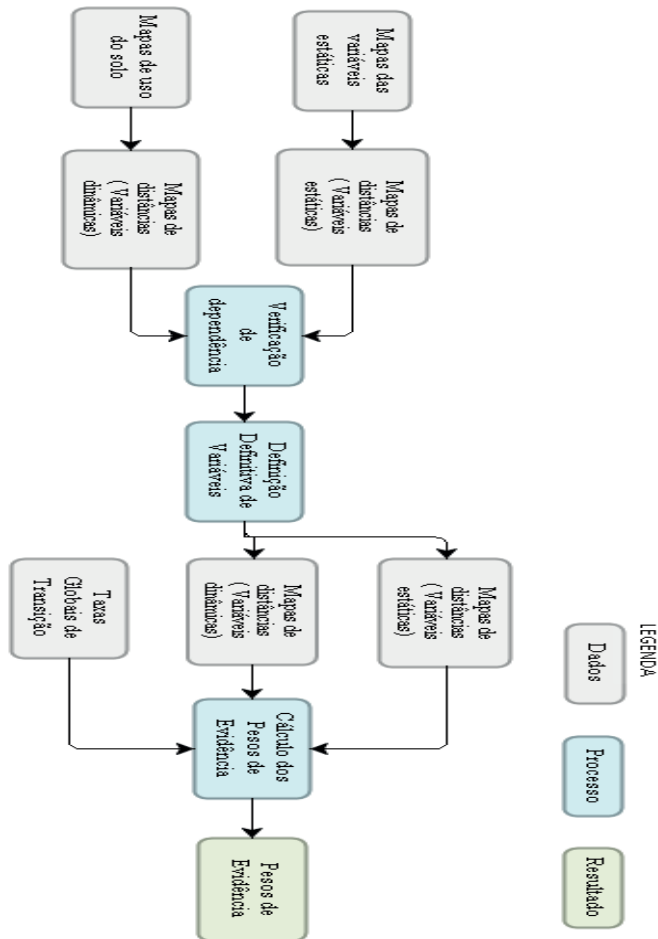 Mapas das
variáveis
estáticas
Mapas de
distâncias
( Variáveis
estáticas)
Mapas de uso
do solo
Mapas de
distâncias
( Variáveis
dinâmicas)
Verificação
de
dependência
Definição
Definitiva de
Variáveis
Mapas de
distâncias
( Variáveis
estáticas)
Mapas de
distâncias
(Variáveis
dinâmicas)
Taxas
Globais de
Transição
Cálculo dos
Pesos de
Evidência
Pesos de
Evidência
LEGENDA
Dados
Processo
Resultado